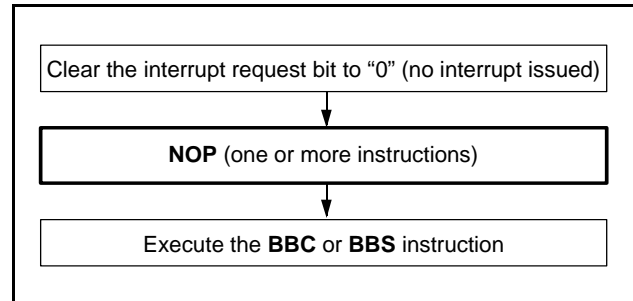 Clear the interrupt request bit to “0” (no interrupt issued)
NOP (one or more instructions)
Execute the BBC or BBS instruction